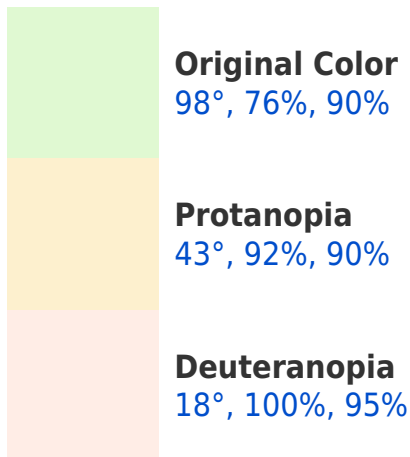 Original Color
98°, 76%, 90%
Protanopia
43°, 92%, 90%
Deuteranopia
18°, 100%, 95%